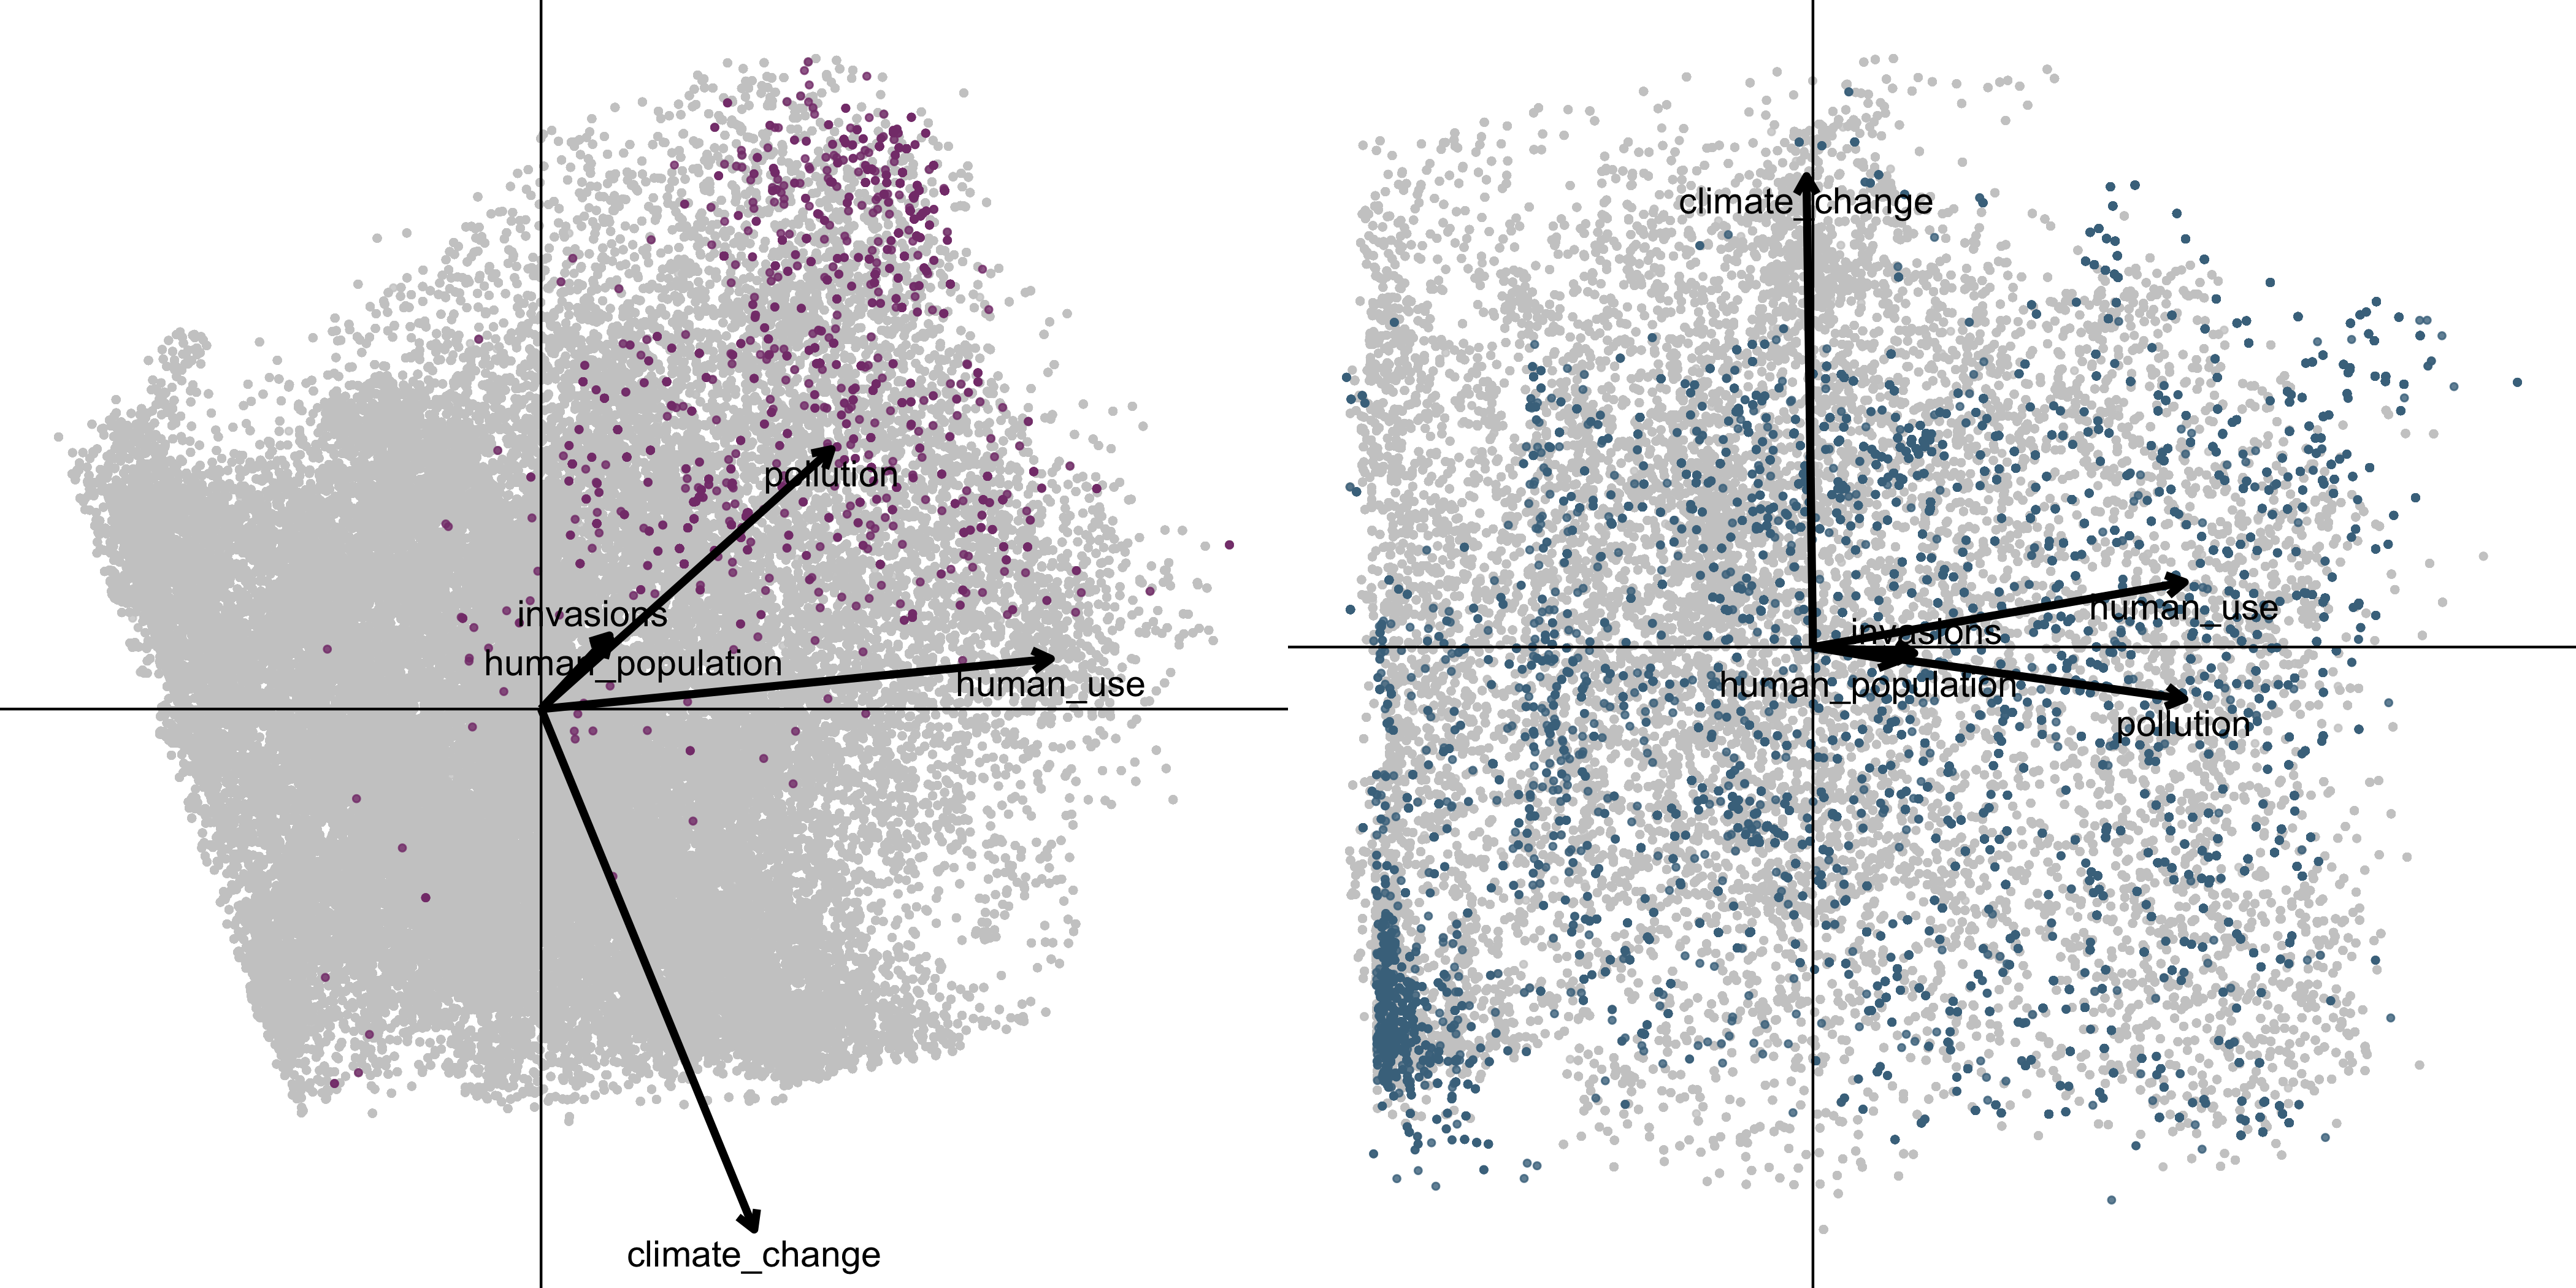 pollution
invasions
human_population
human_use
climate_change
climate_change
human_use
invasions
human_population
pollution